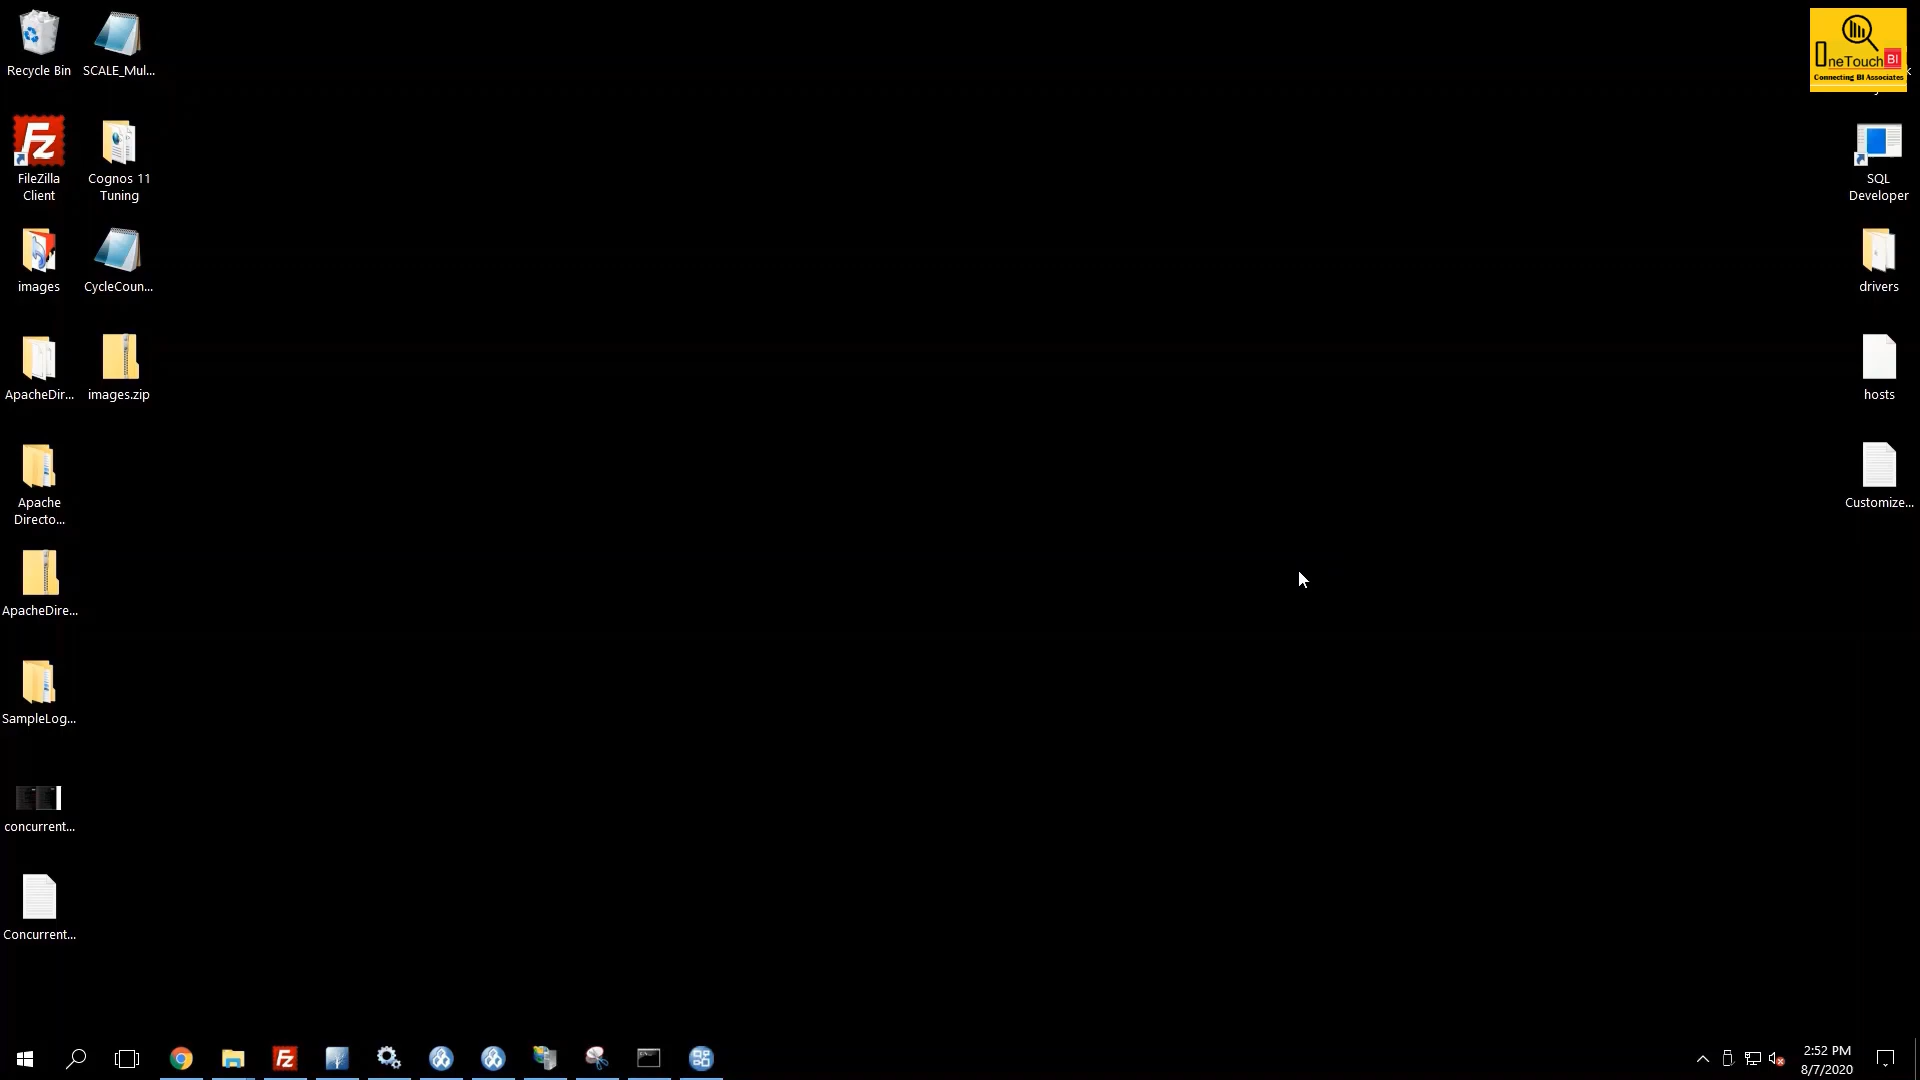 Recycle Bin
SCALE_Mul...
FileZilla
Client
Cognos 11
Tuning
images
CycleCoun...
ApacheDir...
images.zip
Apache
Directo...
ApacheDire...
SampleLog...
concurrent...
Concurrent...
OneTouch BI
Connecting BI Associates
SQL
Developer
drivers
hosts
Customize...
2:52 PM
8/7/2020